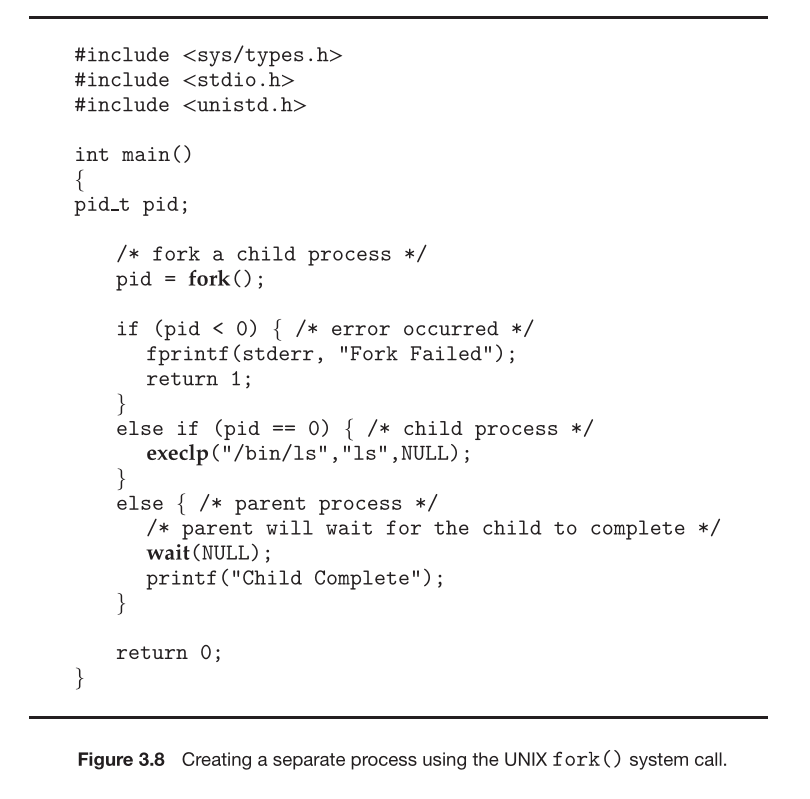 #include <sys/types.h>
#include <stdio.h>
#include <unistd.h>
int main()
{
pid_t pid;
/* fork a child process */
pid = fork();
if (pid < 0) { /* error occurred */
fprintf(stderr, "Fork Failed");
return 1;
}
else if (pid == 0) { /* child process */
execlp("/bin/ls","ls",NULL);
}
else { /* parent process */
/* parent will wait for the child to complete */
wait(NULL);
printf("Child Complete");
}
return 0;
}
Figure 3.8 Creating a separate process using the UNIX fork() system call.